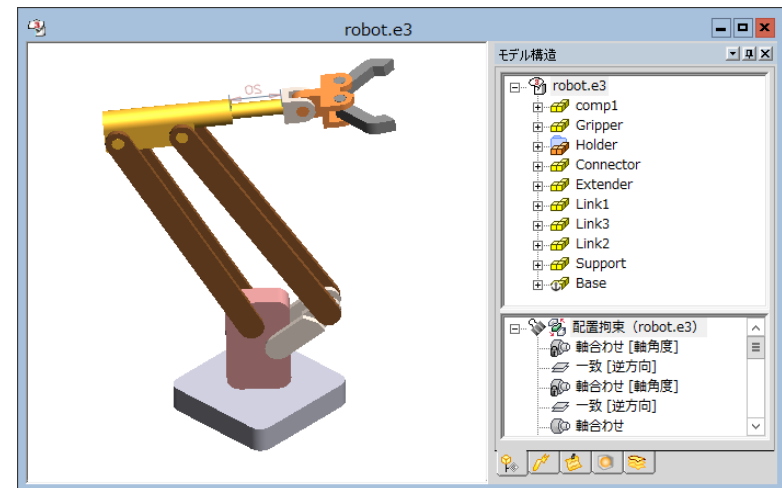 robot.e3
モデル構造
robot.e3
comp1
Gripper
Holder
Connector
Extender
Link1
Link3
Link2
Support
Base
配置拘束（robot.e3）
軸合わせ [軸角度]
一致 [逆方向]
軸合わせ [軸角度]
一致 [逆方向]
軸合わせ